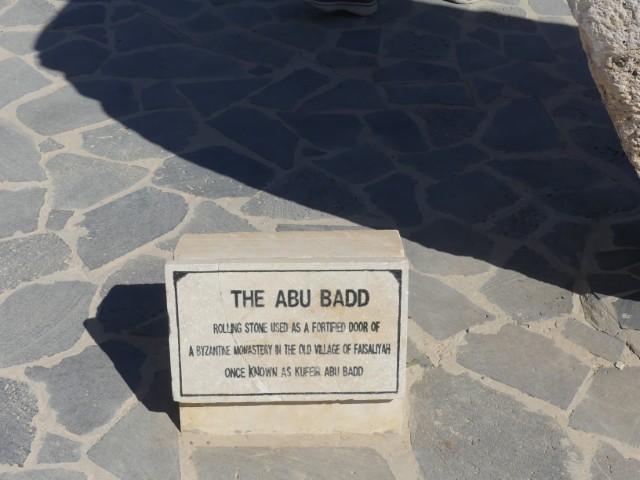 THE ABU BADD
ROLLING STONE USED AS A FORTIFIED DOOR OF
A BYZANTINE MONASTERY IN THE OLD VILLAGE OF FAISALIYAH
ONCE KNOWN AS KUFEIR ABU BADD